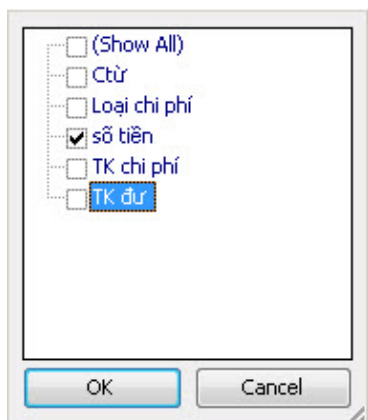 (Show All)
Ctừ
Loại chi phí
số tiền
TK chi phí
TK đư
OK
Cancel